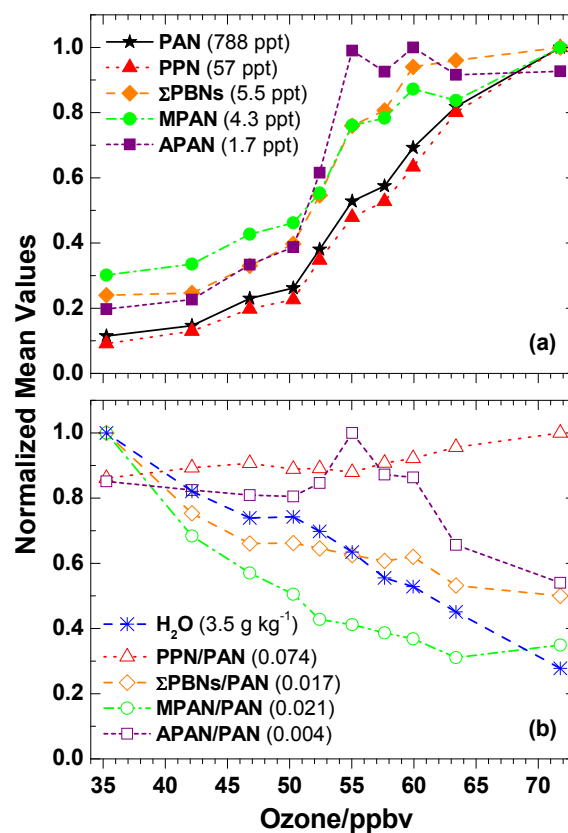 Normalized Mean Values
1.0
0.8
0.6
0.4
0.2
0.0
PAN (788 ppt)
PPN (57 ppt)
ΣPBNs (5.5 ppt)
MPAN (4.3 ppt)
APAN (1.7 ppt)
(a)
1.0
0.8
0.6
0.4
0.2
0.0
H₂O (3.5 g kg⁻¹)
PPN/PAN (0.074)
ΣPBNs/PAN (0.017)
MPAN/PAN (0.021)
APAN/PAN (0.004)
(b)
35 40 45 50 55 60 65 70
Ozone/ppbv